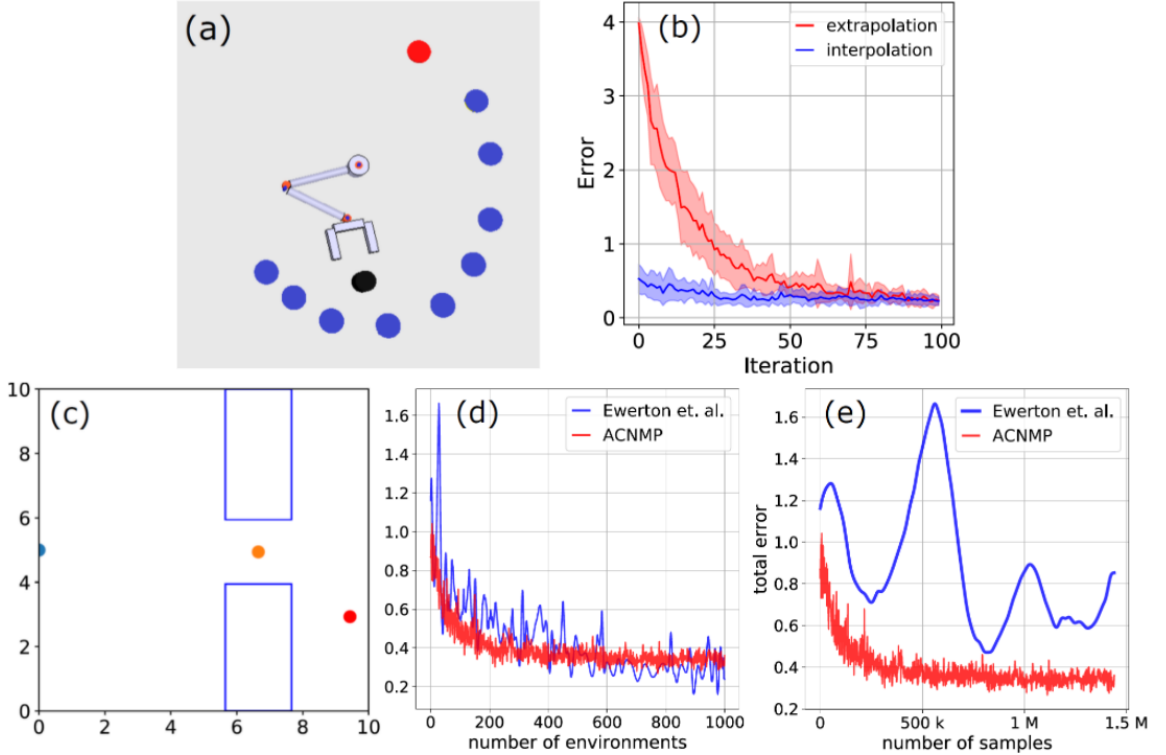 (a)
(b)
extrapolation
interpolation
Error
4
3
2
1
0
0 25 50 75 100
Iteration
(c)
10
8
6
4
2
0
0 2 4 6 8 10
(d)
Ewerton et. al.
ACNMP
1.6
1.4
1.2
1.0
0.8
0.6
0.4
0.2
0 200 400 600 800 1000
number of environments
(e)
Ewerton et. al.
ACNMP
total error
1.6
1.4
1.2
1.0
0.8
0.6
0.4
0.2
0 500 k 1 M 1.5 M
number of samples